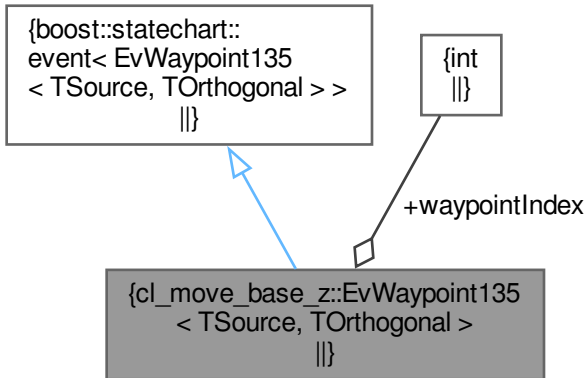 {boost::statechart::
event< EvWaypoint135
< TSource, TOrthogonal > >
||}
{int
||}
+waypointIndex
{cl_move_base_z::EvWaypoint135
< TSource, TOrthogonal >
||}